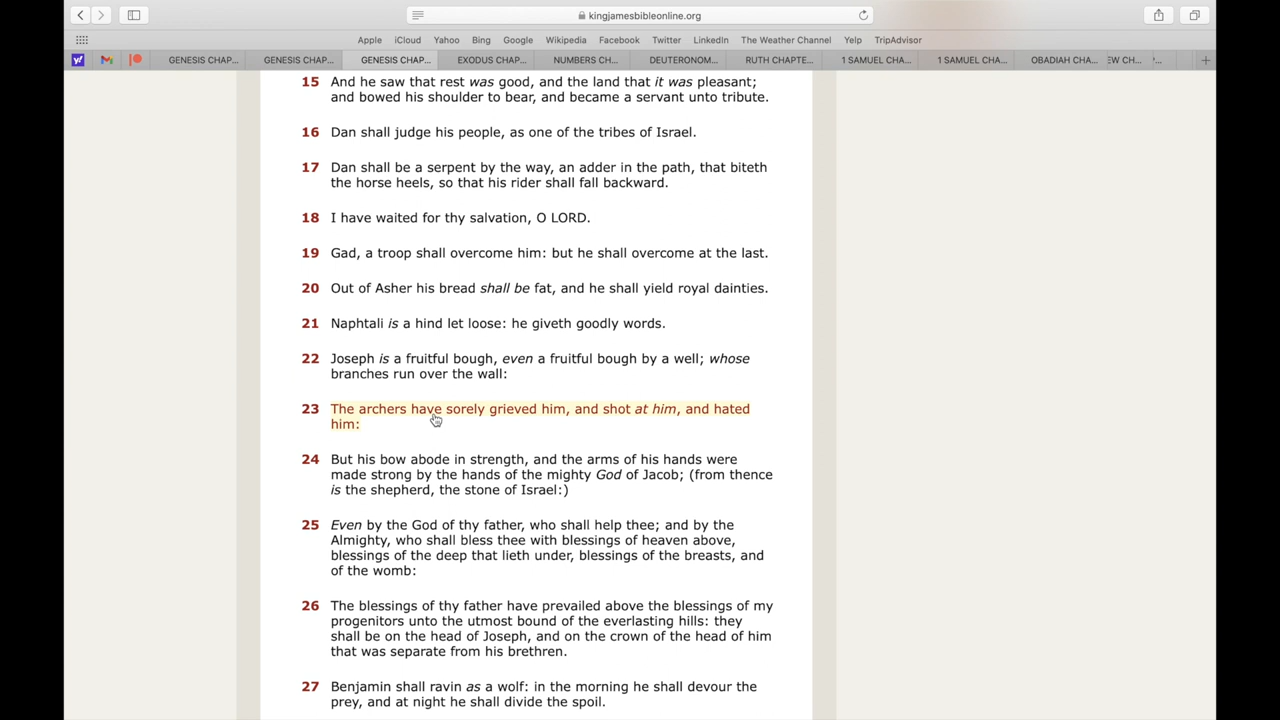 kingjamesbibleonline.org
Apple iCloud Yahoo Bing Google Wikipedia Facebook Twitter LinkedIn The Weather Channel Yelp TripAdvisor
GENESIS CHAP... GENESIS CHAP... GENESIS CHAP... EXODUS CHAP... NUMBERS CH... DEUTERONOM... RUTH CHAPTE... 1 SAMUEL CHA... 1 SAMUEL CHA... OBADIAH CHA... EW CH...
15 And he saw that rest was good, and the land that it was pleasant;
and bowed his shoulder to bear, and became a servant unto tribute.
16 Dan shall judge his people, as one of the tribes of Israel.
17 Dan shall be a serpent by the way, an adder in the path, that biteth
the horse heels, so that his rider shall fall backward.
18 I have waited for thy salvation, O LORD.
19 Gad, a troop shall overcome him: but he shall overcome at the last.
20 Out of Asher his bread shall be fat, and he shall yield royal dainties.
21 Naphtali is a hind let loose: he giveth goodly words.
22 Joseph is a fruitful bough, even a fruitful bough by a well; whose
branches run over the wall:
23 The archers have sorely grieved him, and shot at him, and hated
him:
24 But his bow abode in strength, and the arms of his hands were
made strong by the hands of the mighty God of Jacob; (from thence
is the shepherd, the stone of Israel:)
25 Even by the God of thy father, who shall help thee; and by the
Almighty, who shall bless thee with blessings of heaven above,
blessings of the deep that lieth under, blessings of the breasts, and
of the womb:
26 The blessings of thy father have prevailed above the blessings of my
progenitors unto the utmost bound of the everlasting hills: they
shall be on the head of Joseph, and on the crown of the head of him
that was separate from his brethren.
27 Benjamin shall ravin as a wolf: in the morning he shall devour the
prey, and at night he shall divide the spoil.